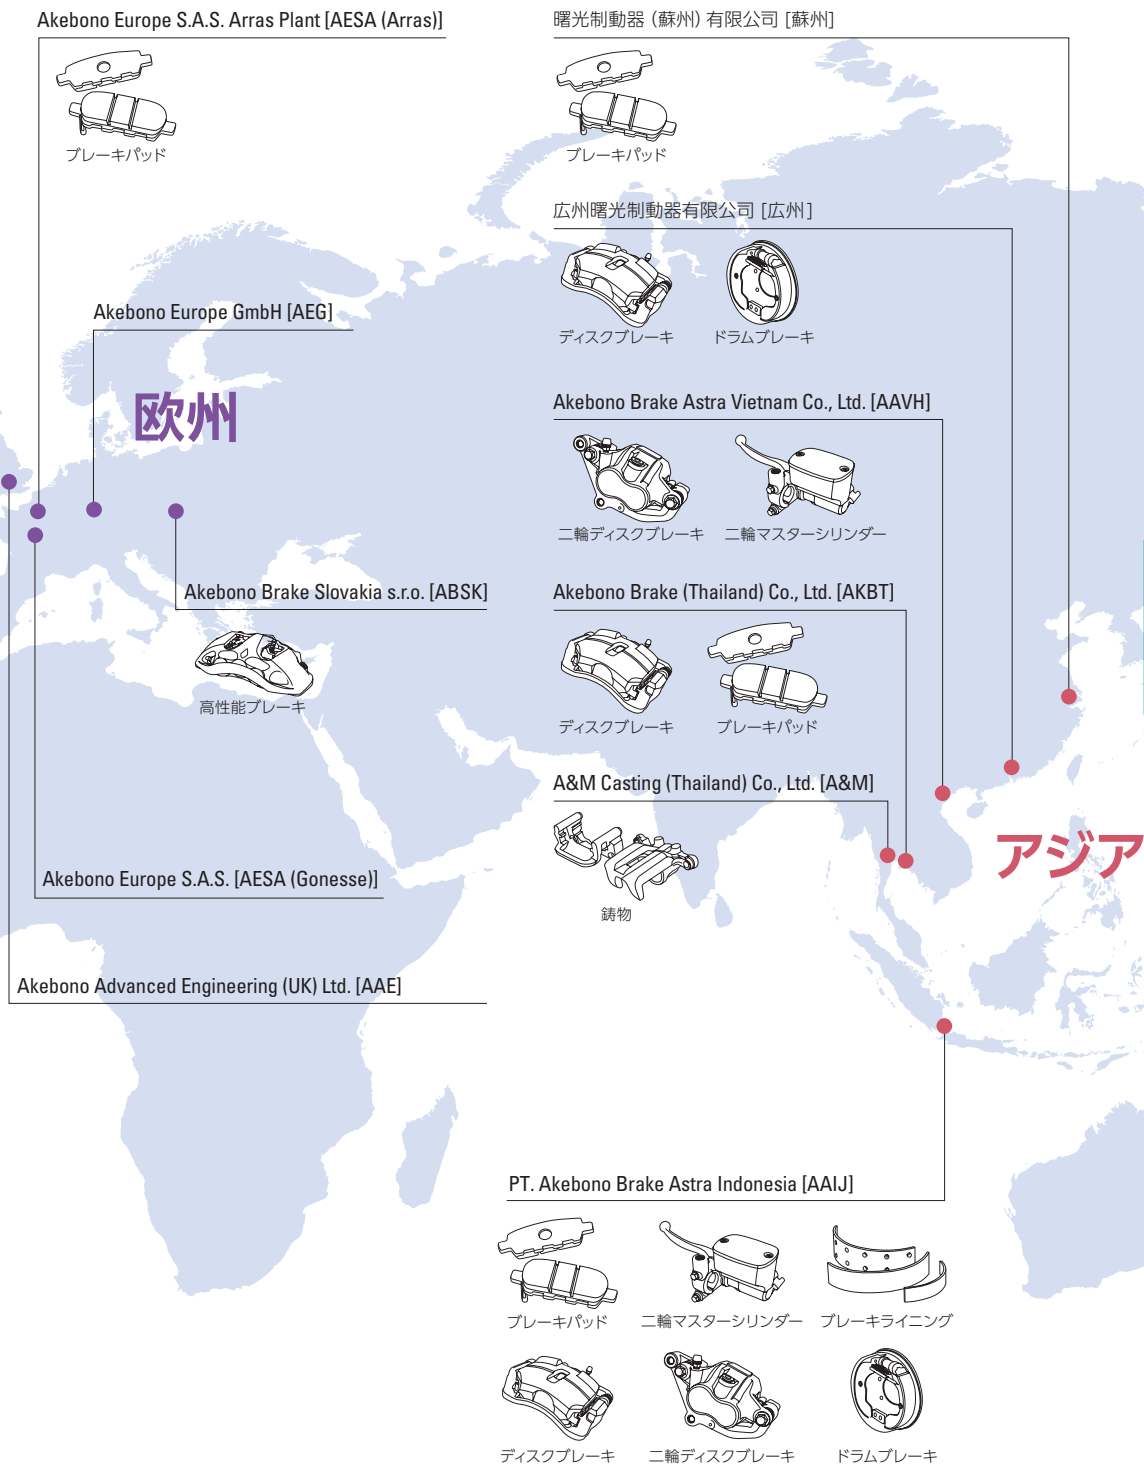 Akebono Europe S.A.S. Arras Plant [AESA (Arras)]
ブレーキパッド
Akebono Europe GmbH [AEG]
欧州
Akebono Brake Slovakia s.r.o. [ABSK]
高性能ブレーキ
Akebono Europe S.A.S. [AESA (Gonesse)]
Akebono Advanced Engineering (UK) Ltd. [AAE]
曙光制動器（蘇州）有限公司 [蘇州]
ブレーキパッド
広州曙光制動器有限公司 [広州]
ディスクブレーキ ドラムブレーキ
Akebono Brake Astra Vietnam Co., Ltd. [AAVH]
二輪ディスクブレーキ 二輪マスターシリンダー
Akebono Brake (Thailand) Co., Ltd. [AKBT]
ディスクブレーキ ブレーキパッド
A&M Casting (Thailand) Co., Ltd. [A&M]
鋳物
アジア
PT. Akebono Brake Astra Indonesia [AAIJ]
ブレーキパッド 二輪マスターシリンダー ブレーキライニング
ディスクブレーキ 二輪ディスクブレーキ ドラムブレーキ